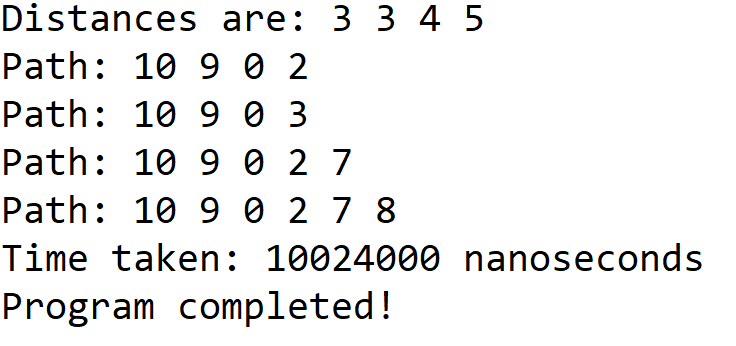 Distances are: 3 3 4 5
Path: 10 9 0 2
Path: 10 9 0 3
Path: 10 9 0 2 7
Path: 10 9 0 2 7 8
Time taken: 10024000 nanoseconds
Program completed!